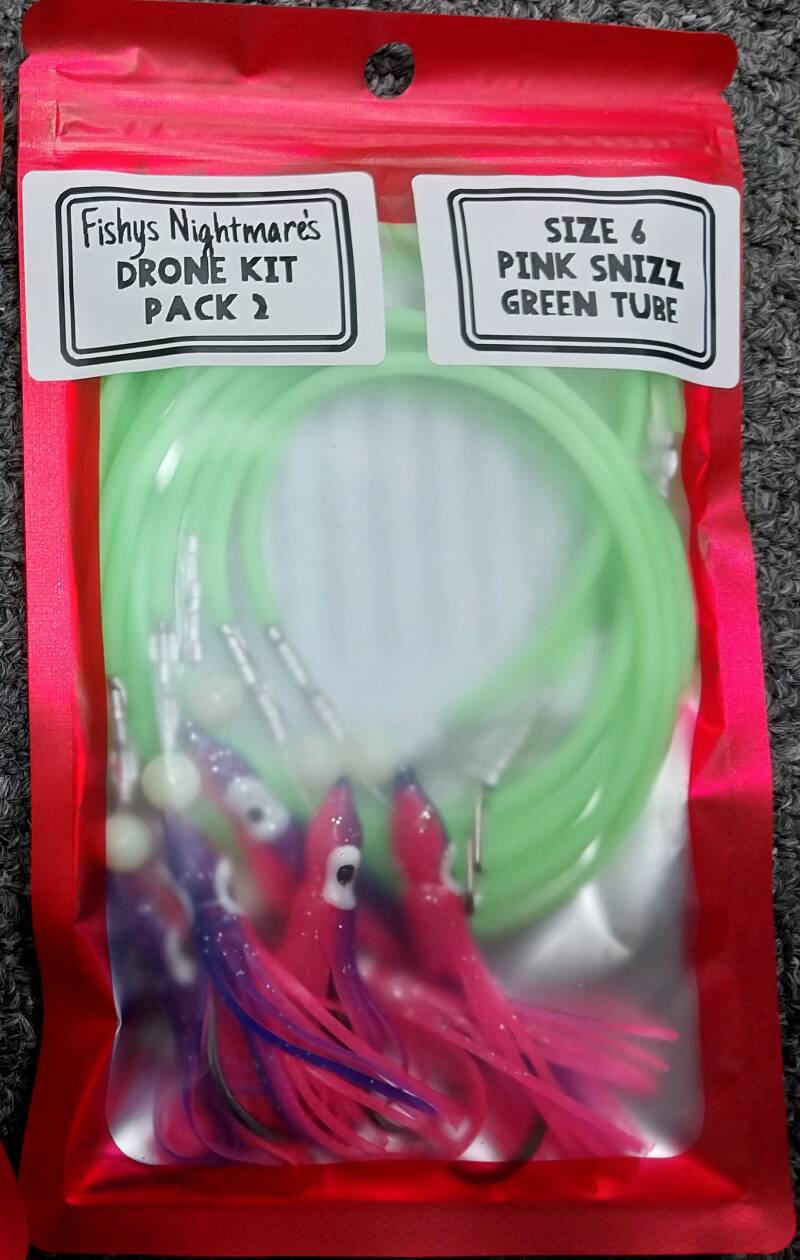 Fishys Nightmare's
DRONE KIT
PACK 2
SIZE 6
PINK SNIZZ
GREEN TUBE